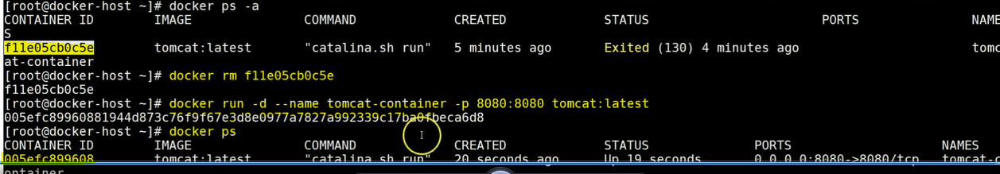 [root@docker-host ~]# docker ps -a
CONTAINER ID IMAGE COMMAND CREATED STATUS PORTS NAME
S
f11e05cb0c5e tomcat:latest "catalina.sh run" 5 minutes ago Exited (130) 4 minutes ago tomc
at-container
[root@docker-host ~]# docker rm f11e05cb0c5e
f11e05cb0c5e
[root@docker-host ~]# docker run -d --name tomcat-container -p 8080:8080 tomcat:latest
005efc89960881944d873c76f9f67e3d8e0977a7827a992339c17ba0fbeca6d8
[root@docker-host ~]# docker ps
CONTAINER ID IMAGE COMMAND CREATED STATUS PORTS NAMES
005efc899608 tomcat:latest "catalina.sh run" 20 seconds ago Up 19 seconds 0.0.0.0:8080->8080/tcp tomcat-c
ontainer